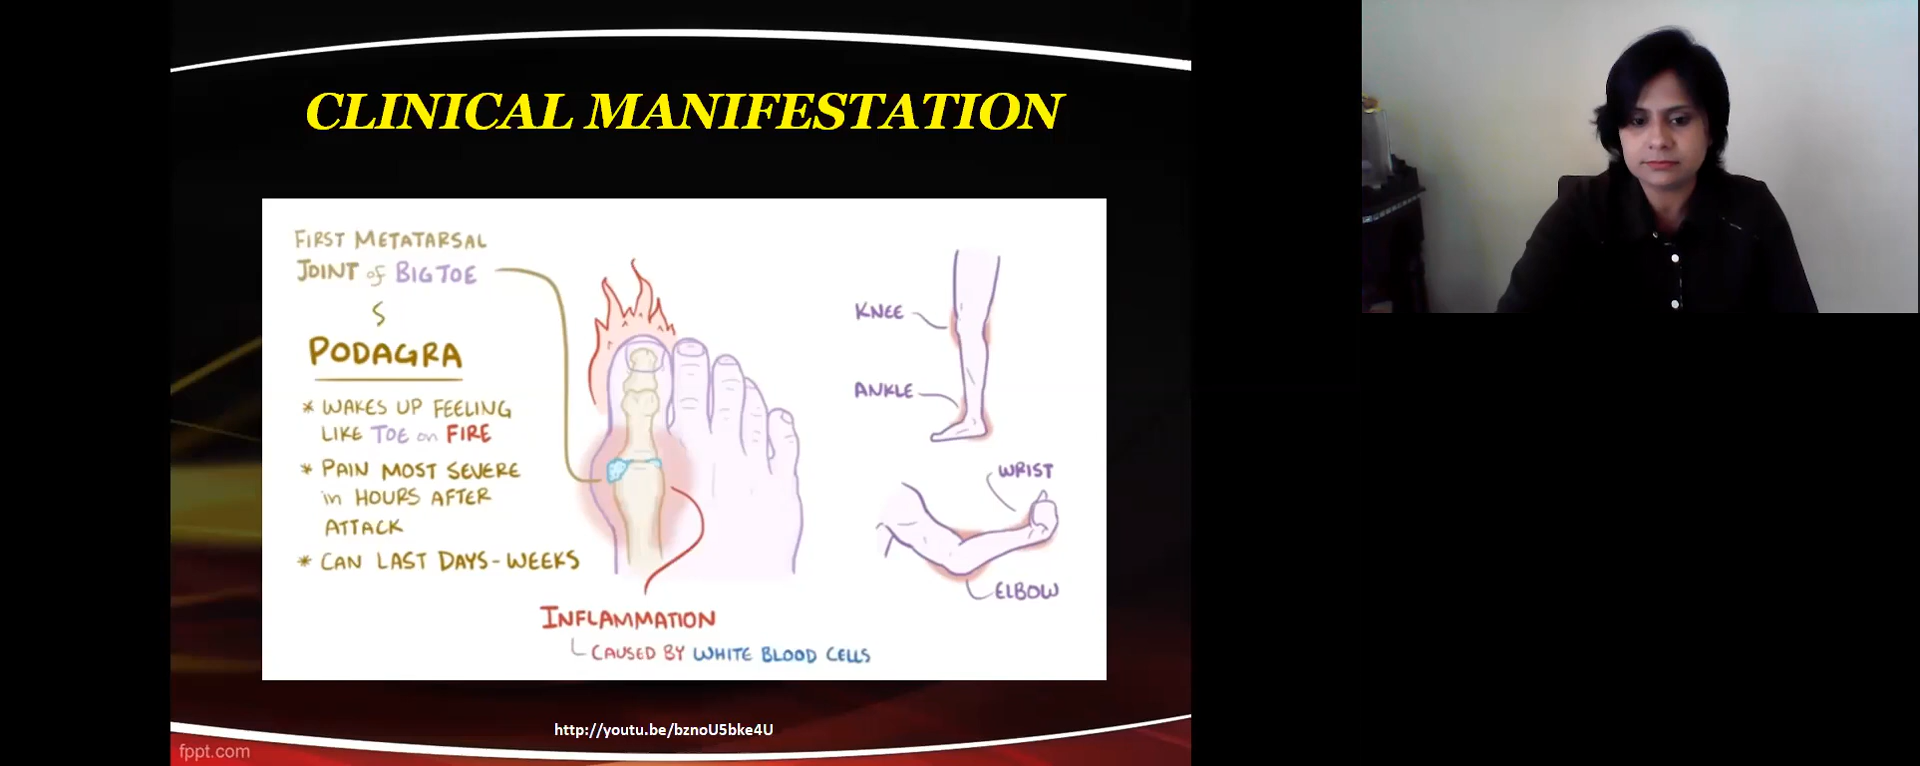 CLINICAL MANIFESTATION
FIRST METATARSAL
JOINT of BIG TOE
PODAGRA
* WAKES UP FEELING
LIKE TOE on FIRE
* PAIN MOST SEVERE
in HOURS AFTER
ATTACK
* CAN LAST DAYS-WEEKS
INFLAMMATION
CAUSED BY WHITE BLOOD CELLS
KNEE
ANKLE
WRIST
ELBOW
http://youtu.be/bznoU5bke4U
fppt.com